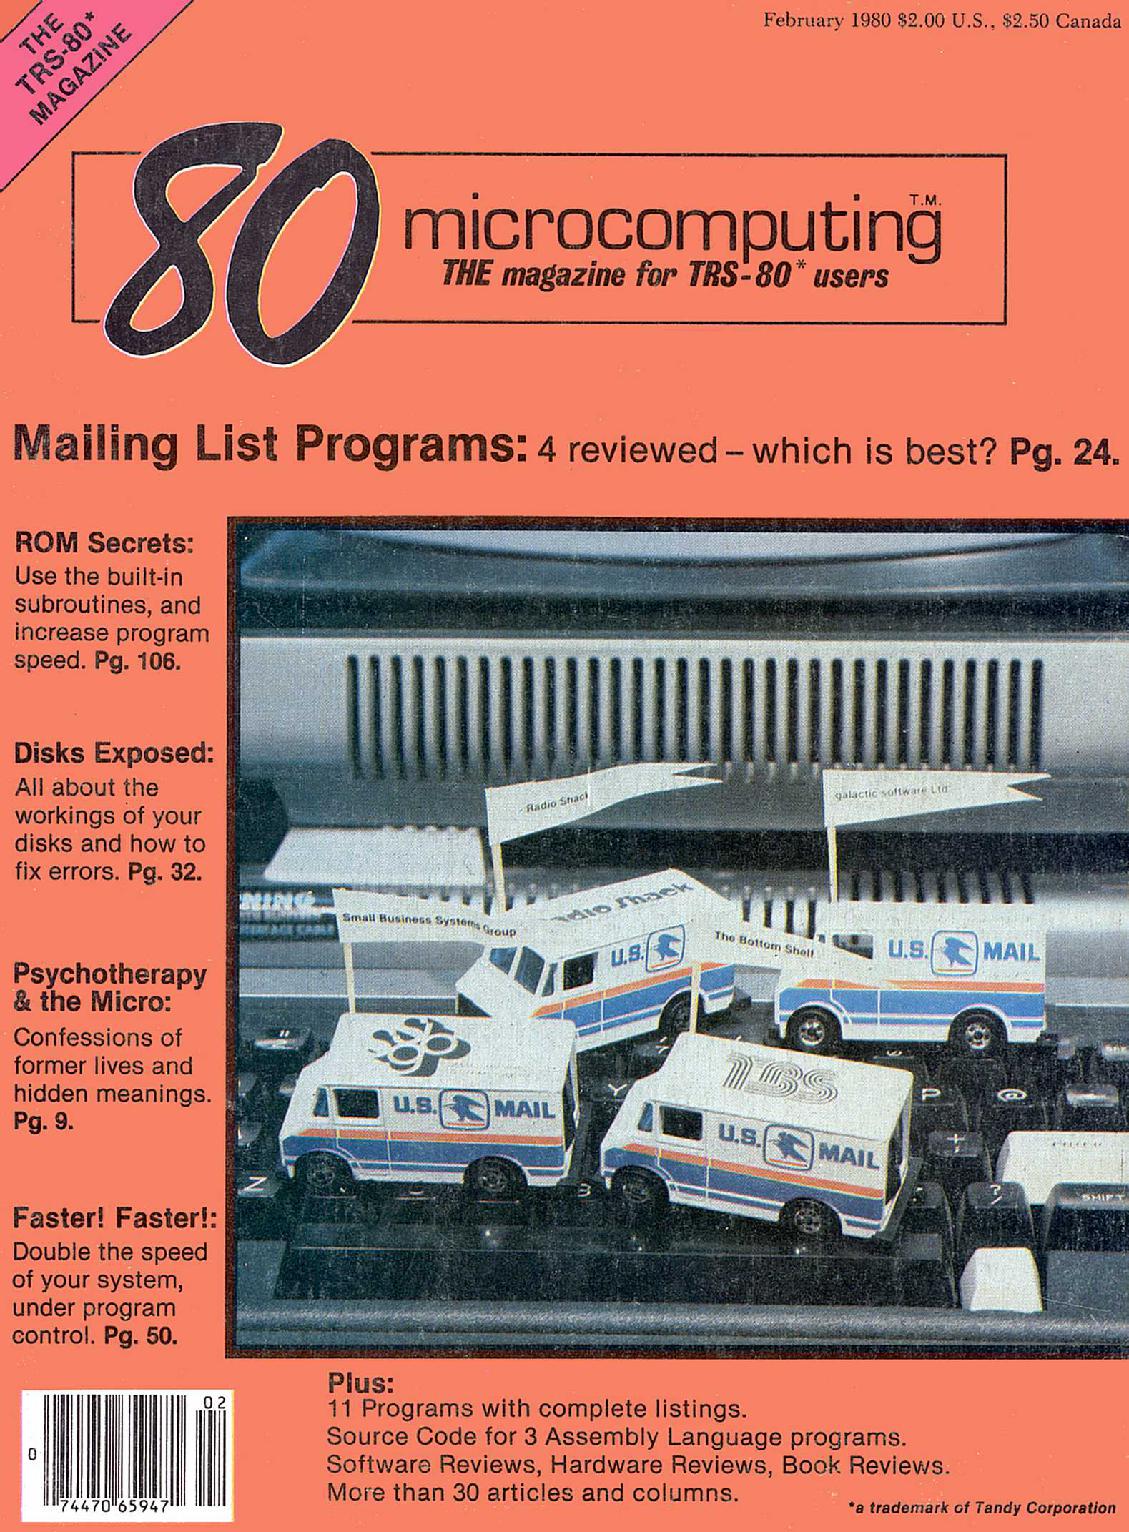 February 1980 $2.00 U.S., $2.50 Canada
THE
TRS-80*
MAGAZINE
80
microcomputing T.M.
THE magazine for TRS-80* users
Mailing List Programs: 4 reviewed – which is best? Pg. 24.
ROM Secrets:
Use the built-in
subroutines, and
increase program
speed. Pg. 106.
Disks Exposed:
All about the
workings of your
disks and how to
fix errors. Pg. 32.
Psychotherapy
& the Micro:
Confessions of
former lives and
hidden meanings.
Pg. 9.
Faster! Faster!:
Double the speed
of your system,
under program
control. Pg. 50.
Radio Shack
galactic software Ltd.
Small Business Systems Group
The Bottom Shelf
Radio Shack
U.S. MAIL
U.S.
U.S. MAIL
TBS
U.S. MAIL
Y
P
@
+
Z
B
?
SHIFT
02
0
74470 65947
Plus:
11 Programs with complete listings.
Source Code for 3 Assembly Language programs.
Software Reviews, Hardware Reviews, Book Reviews.
More than 30 articles and columns.
*a trademark of Tandy Corporation